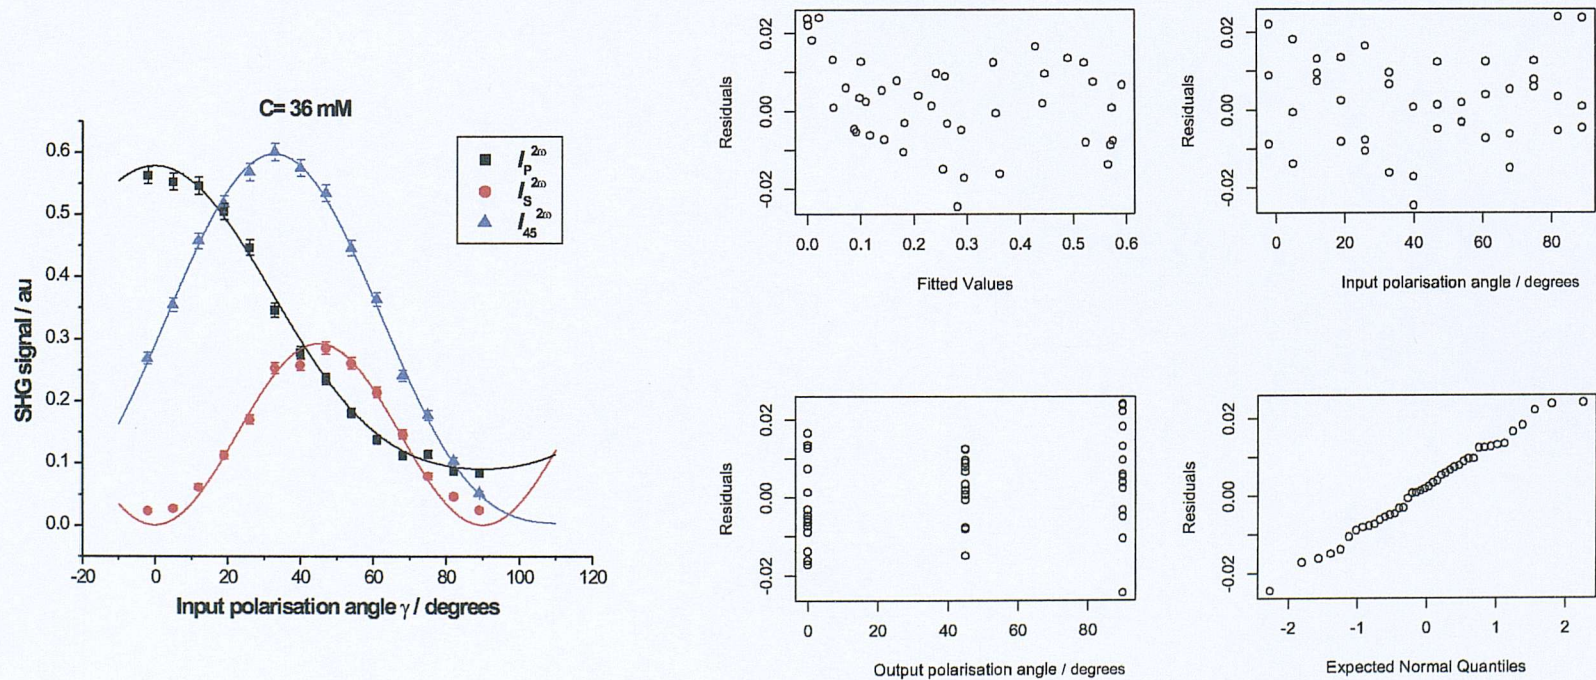 C= 36 mM
SHG signal / au
0.6
0.5
0.4
0.3
0.2
0.1
0.0
-20 0 20 40 60 80 100 120
Input polarisation angle γ / degrees
I_P^2ω
I_S^2ω
I_45^2ω
Residuals
0.02
0.00
-0.02
0.0 0.1 0.2 0.3 0.4 0.5 0.6
Fitted Values
Residuals
0.02
0.00
-0.02
0 20 40 60 80
Input polarisation angle / degrees
Residuals
0.02
0.00
-0.02
0 20 40 60 80
Output polarisation angle / degrees
Residuals
0.02
0.00
-0.02
-2 -1 0 1 2
Expected Normal Quantiles